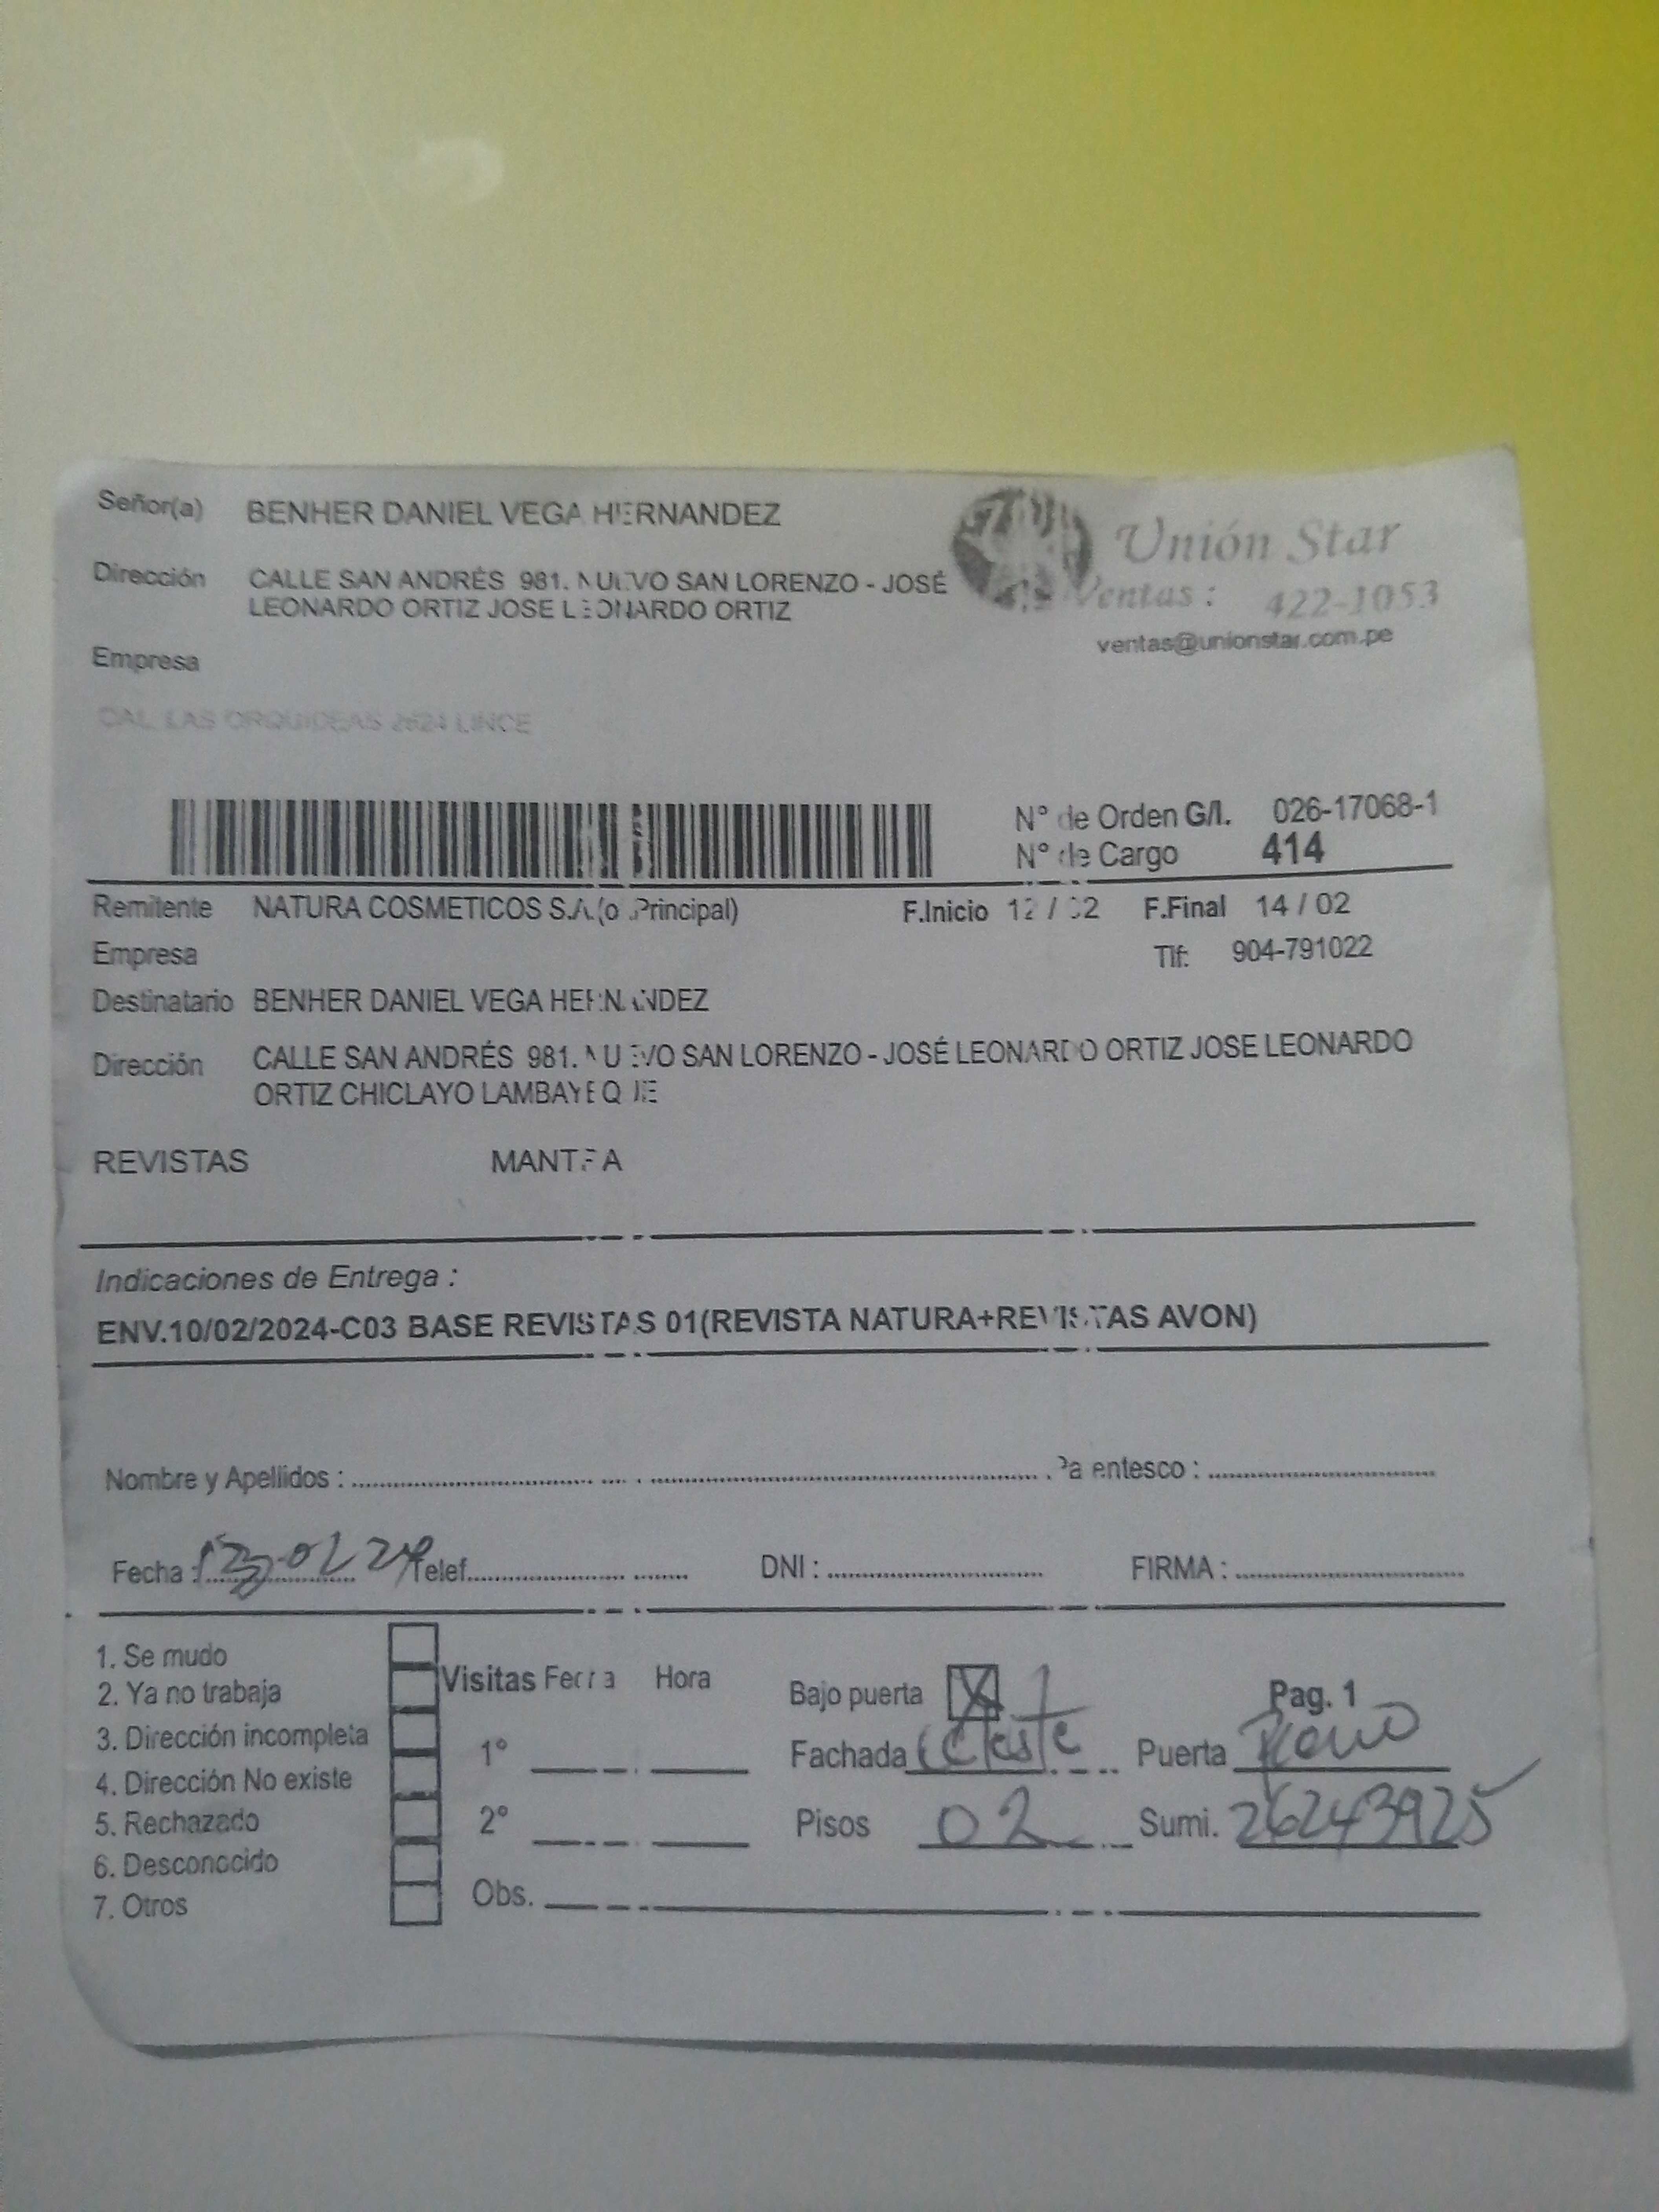 Señor(a) BENHER DANIEL VEGA HERNANDEZ
Unión Star
Dirección CALLE SAN ANDRÉS 981. NUEVO SAN LORENZO - JOSÉ
LEONARDO ORTIZ JOSE LEONARDO ORTIZ
Ventas : 422-1053
ventas@unionstar.com.pe
Empresa
CAL. LAS ORQUIDEAS 2624 LINCE
N° de Orden G/I. 026-17068-1
N° de Cargo 414
Remitente NATURA COSMETICOS S.A.(o .Principal) F.Inicio 12 / 02 F.Final 14 / 02
Empresa Tlf: 904-791022
Destinatario BENHER DANIEL VEGA HERNANDEZ
Dirección CALLE SAN ANDRÉS 981. NUEVO SAN LORENZO - JOSÉ LEONARDO ORTIZ JOSE LEONARDO
ORTIZ CHICLAYO LAMBAYEQUE
REVISTAS
Indicaciones de Entrega :
ENV.10/02/2024-C03 BASE REVISTAS 01(REVISTA NATURA+REVISTAS AVON)
Nombre y Apellidos : Parentesco :
Fecha : Telef. DNI : FIRMA :
1. Se mudo
2. Ya no trabaja
3. Dirección incompleta
4. Dirección No existe
5. Rechazado
6. Desconocido
7. Otros
Visitas Fecha Hora
1°
2°
Obs.
Bajo puerta X Pag. 1
Fachada Celeste Puerta
Pisos 02 Sumi. 26243925